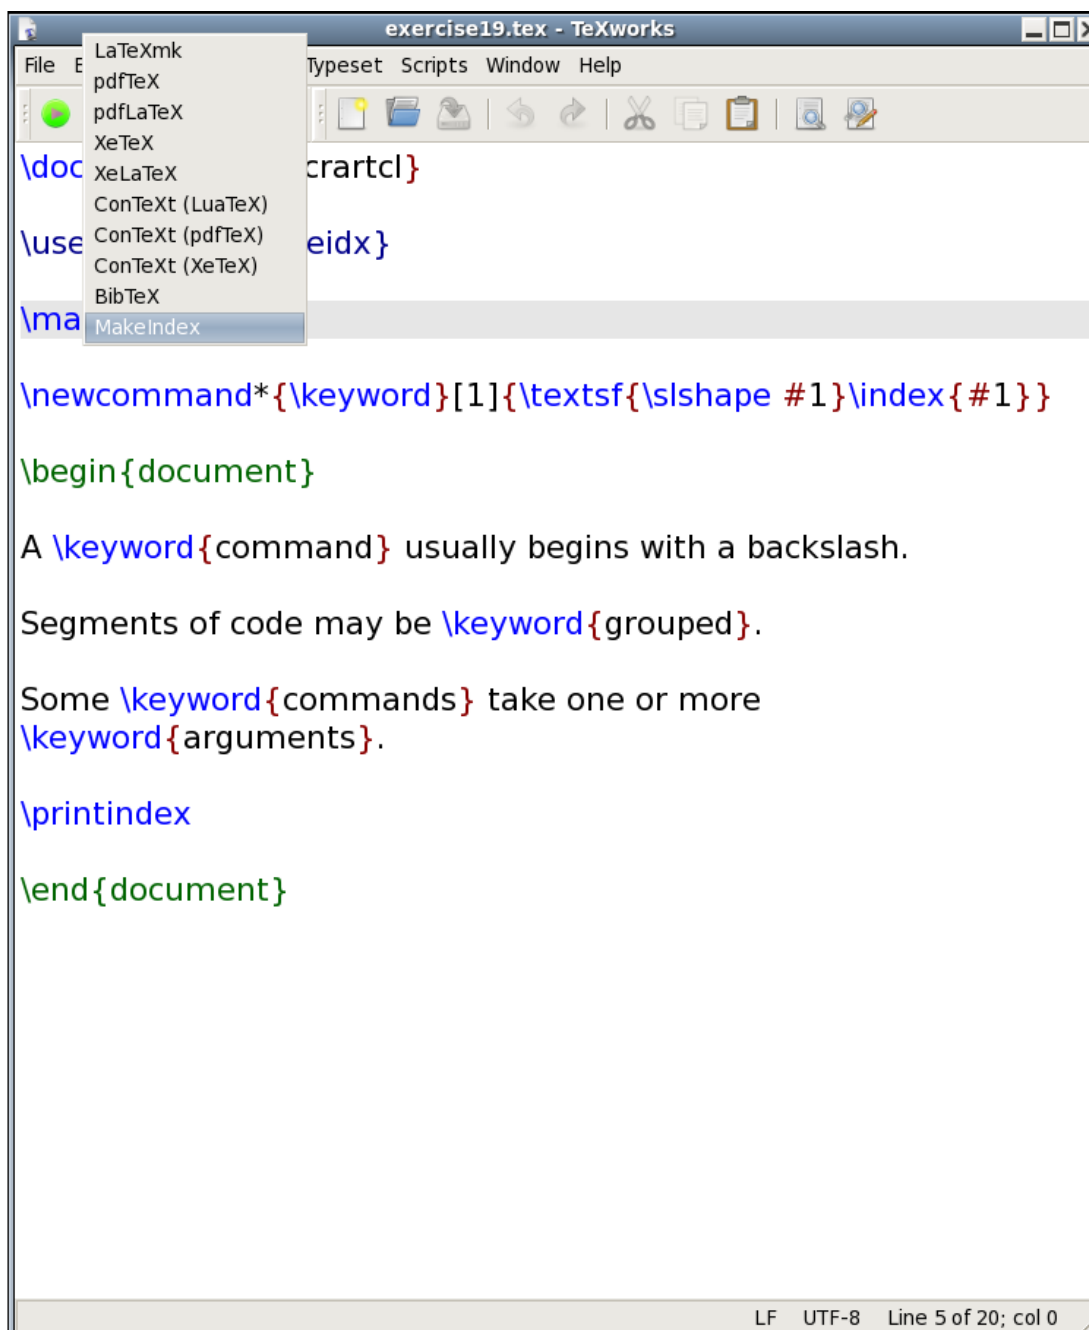 exercise19.tex - TeXworks
File E Typeset Scripts Window Help
LaTeXmk
pdfTeX
pdfLaTeX
XeTeX
XeLaTeX
ConTeXt (LuaTeX)
ConTeXt (pdfTeX)
ConTeXt (XeTeX)
BibTeX
MakeIndex
\doc crartcl}
\use eidx}
\ma
\newcommand*{\keyword}[1]{\textsf{\slshape #1}\index{#1}}
\begin{document}
A \keyword{command} usually begins with a backslash.
Segments of code may be \keyword{grouped}.
Some \keyword{commands} take one or more
\keyword{arguments}.
\printindex
\end{document}
LF UTF-8 Line 5 of 20; col 0